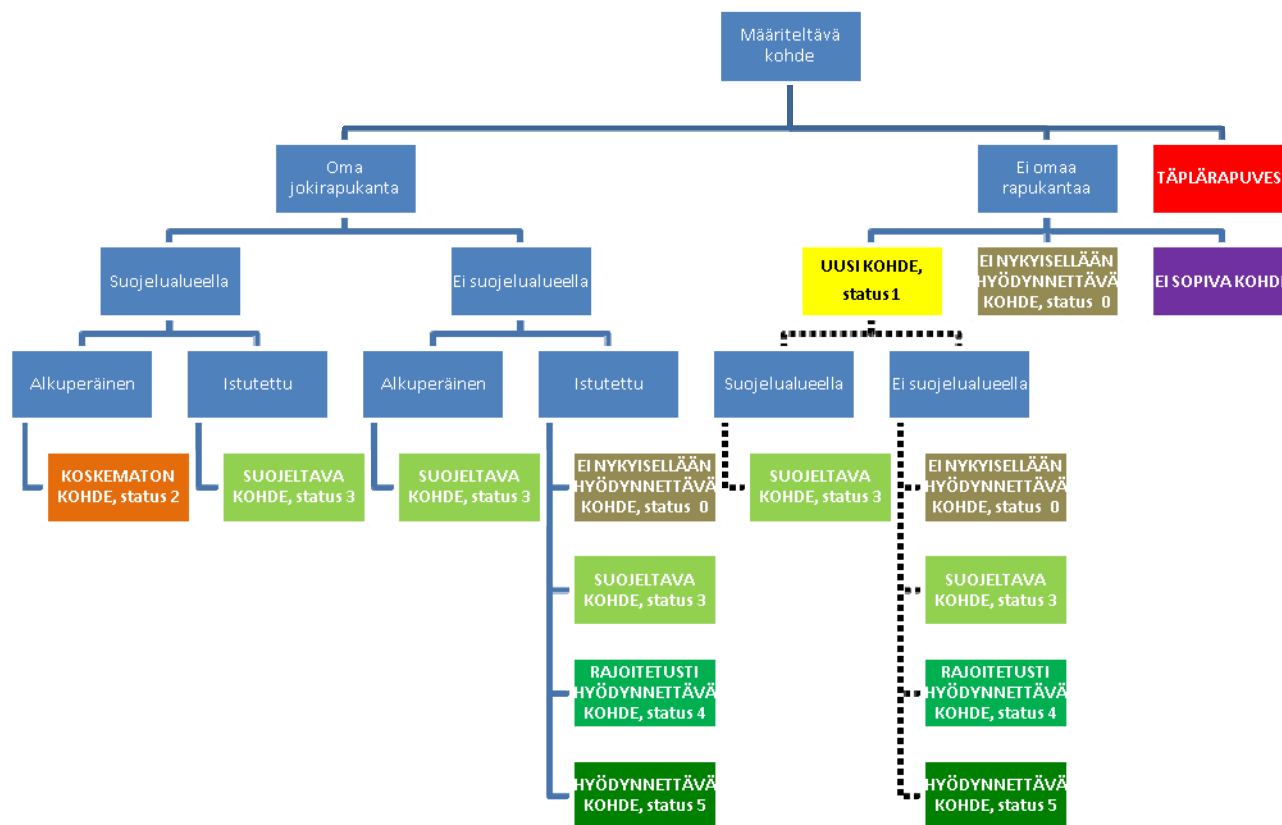 Määriteltävä
kohde
Oma
jokirapukanta
Ei omaa
rapukantaa
TÄPLÄRAPUVES
Suojelualueella
Ei suojelualueella
UUSI KOHDE,
status 1
EI NYKYISELLÄÄN
HYÖDYNNETTÄVÄ
KOHDE, status 0
EI SOPIVA KOHDE
Alkuperäinen
Istutettu
Alkuperäinen
Istutettu
Suojelualueella
Ei suojelualueella
KOSKEMATON
KOHDE, status 2
SUOJELTAVA
KOHDE, status 3
SUOJELTAVA
KOHDE, status 3
EI NYKYISELLÄÄN
HYÖDYNNETTÄVÄ
KOHDE, status 0
SUOJELTAVA
KOHDE, status 3
EI NYKYISELLÄÄN
HYÖDYNNETTÄVÄ
KOHDE, status 0
SUOJELTAVA
KOHDE, status 3
SUOJELTAVA
KOHDE, status 3
RAJOITETUSTI
HYÖDYNNETTÄVÄ
KOHDE, status 4
RAJOITETUSTI
HYÖDYNNETTÄVÄ
KOHDE, status 4
HYÖDYNNETTÄVÄ
KOHDE, status 5
HYÖDYNNETTÄVÄ
KOHDE, status 5